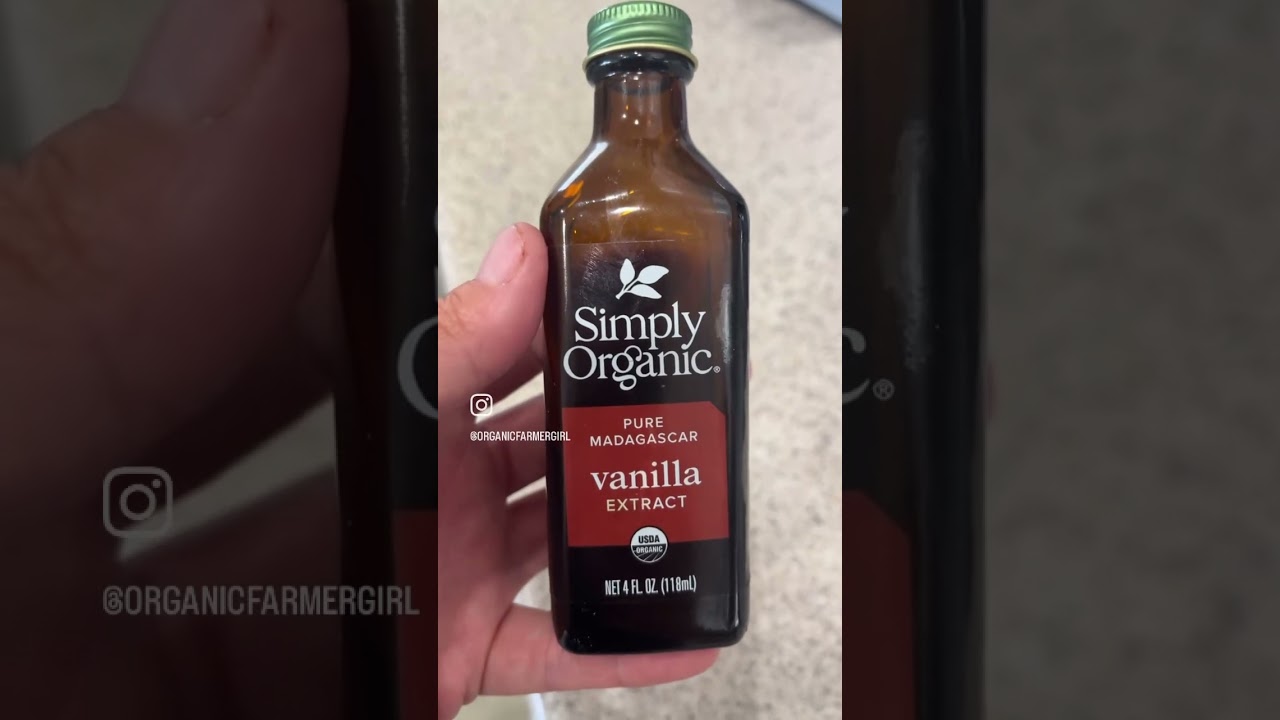 Simply
Organic®
PURE
MADAGASCAR
vanilla
EXTRACT
USDA
ORGANIC
NET 4 FL. OZ. (118mL)
@ORGANICFARMERGIRL
@ORGANICFARMERGIRL